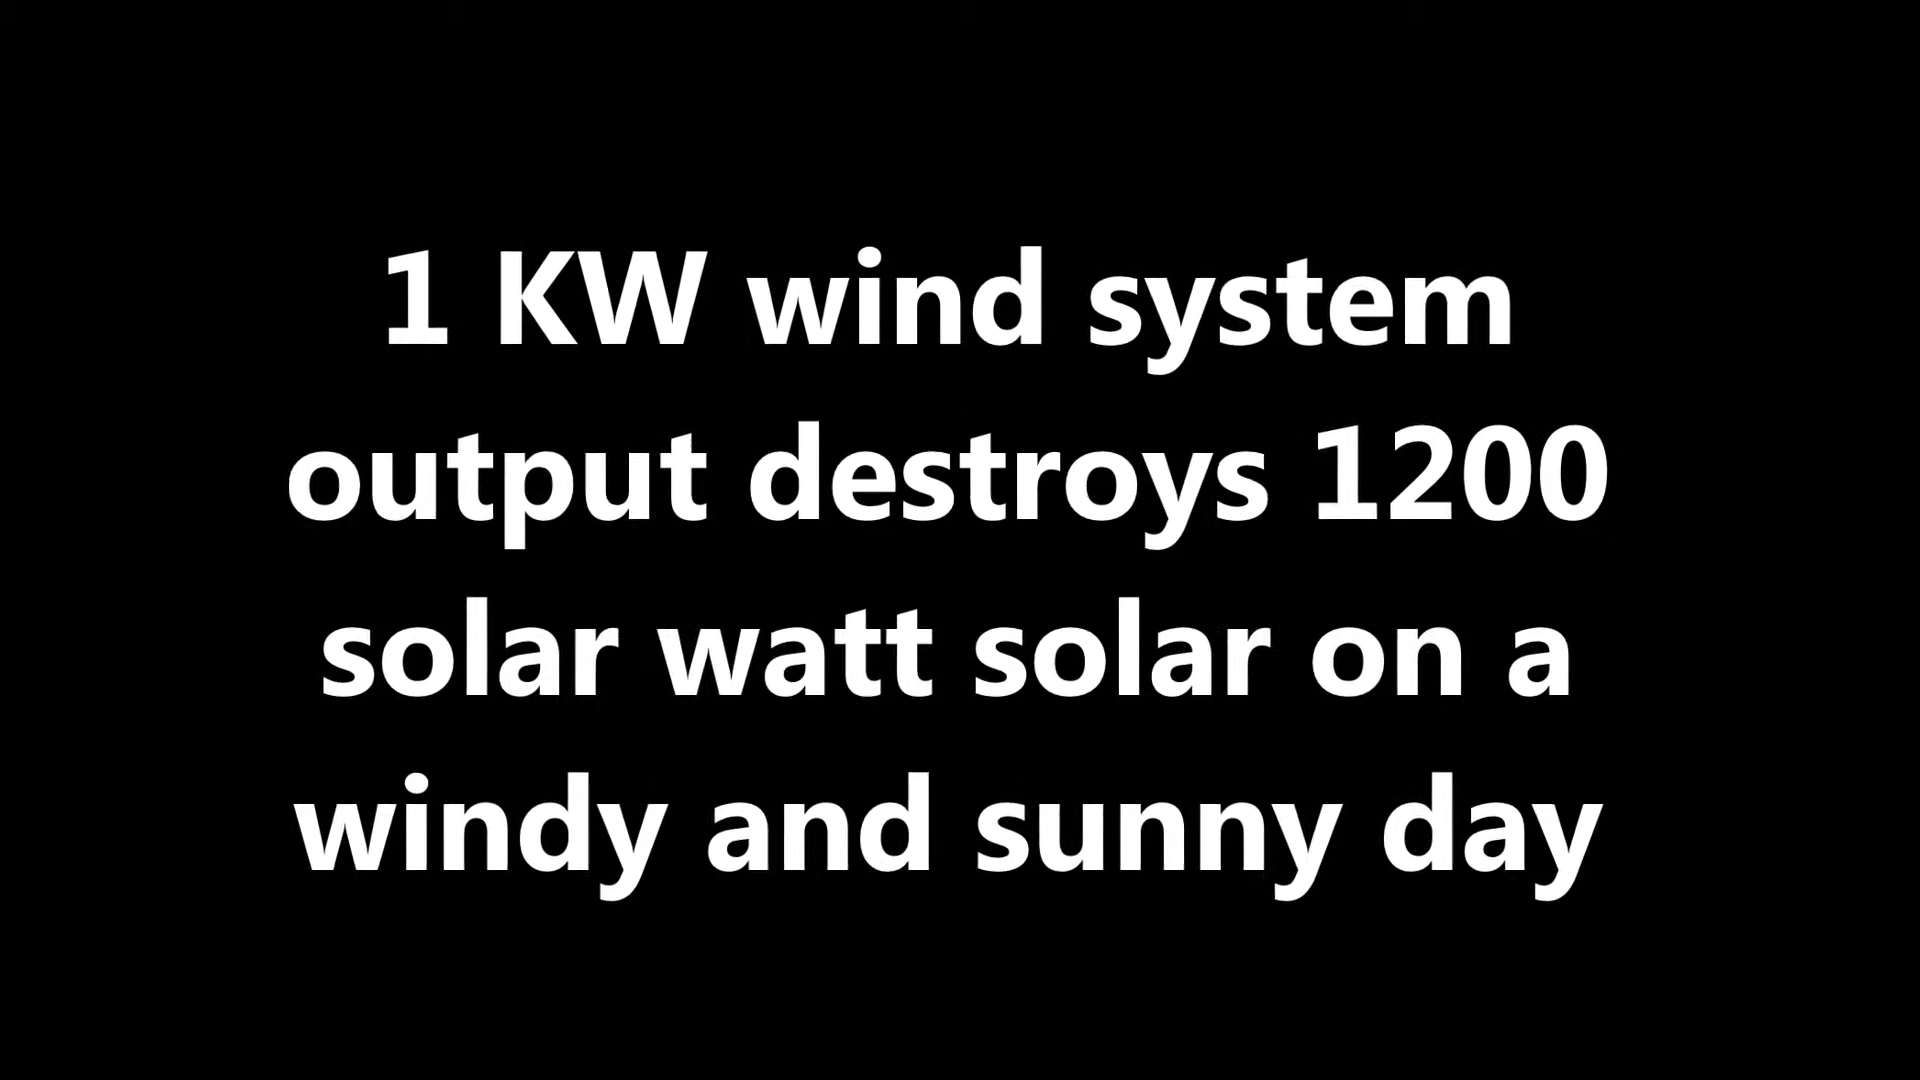 1 KW wind system
output destroys 1200
solar watt solar on a
windy and sunny day